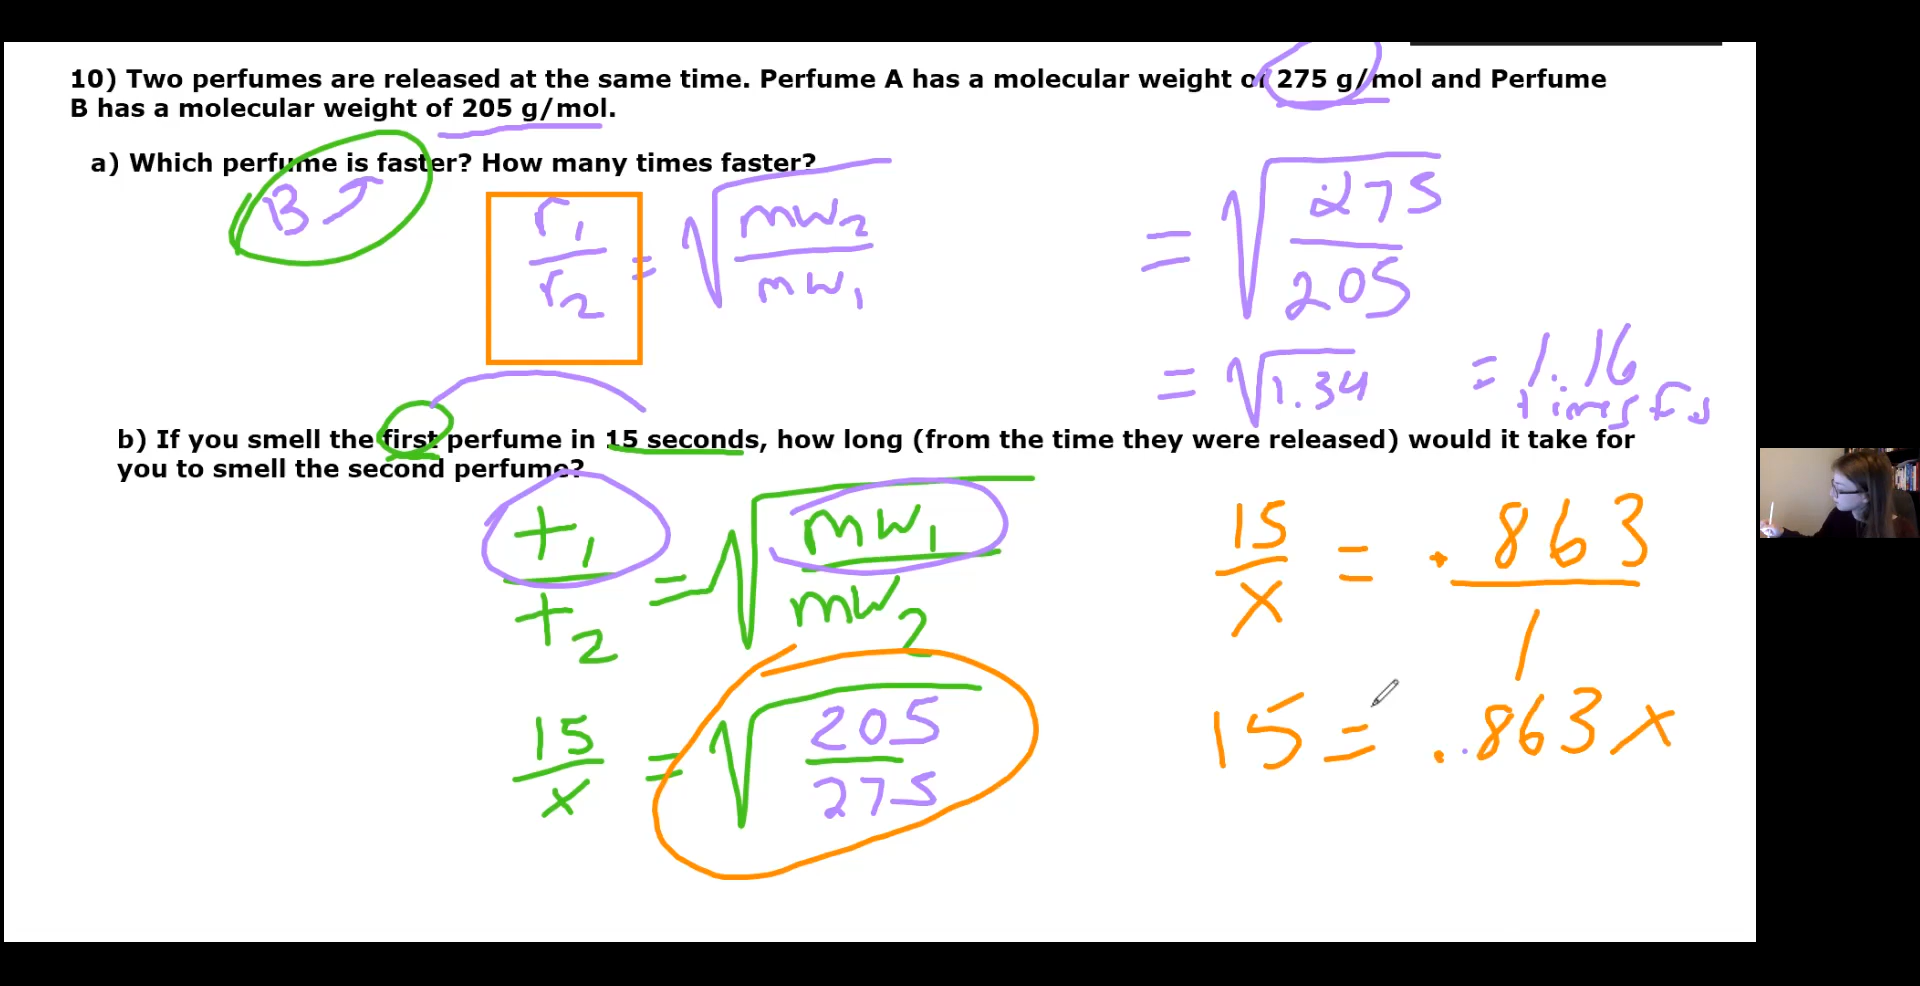 10) Two perfumes are released at the same time. Perfume A has a molecular weight of 275 g/mol and Perfume
B has a molecular weight of 205 g/mol.
a) Which perfume is faster? How many times faster?
B
r₁/r₂ = √(mw₂/mw₁)
= √(275/205)
= √1.34 = 1.16
times
b) If you smell the first perfume in 15 seconds, how long (from the time they were released) would it take for
you to smell the second perfume?
t₁/t₂ = √(mw₁/mw₂)
15/x = √(205/275)
15/x = .863/1
15 = .863x